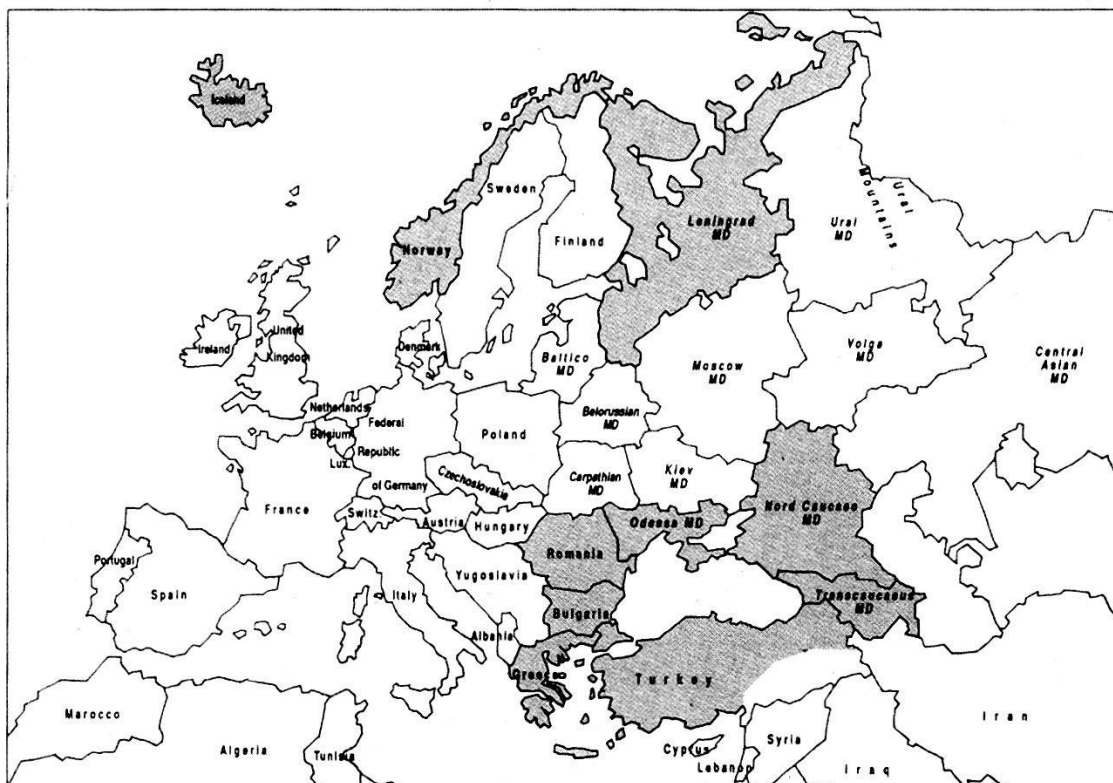 Iceland
Sweden
Norway
Finland
Leningrad
MD
Ural
MD
Ural
Mountains
Ireland
United
Kingdom
Denmark
Baltico
MD
Moscow
MD
Volga
MD
Central
Asian
MD
Netherlands
Belgium
Lux.
Federal
Republic
of Germany
Poland
Belorussian
MD
Czechoslovakie
Carpathian
MD
Kiev
MD
France
Switz.
Austria
Hungary
Odessa MD
Nord Caucase
MD
Romania
Portugal
Spain
Italy
Yugoslavia
Bulgaria
Transcaucasus
MD
Albania
Greece
Turkey
Marocco
Algeria
Tunisia
Cyprus
Lebanon
Syria
Iraq
Iran